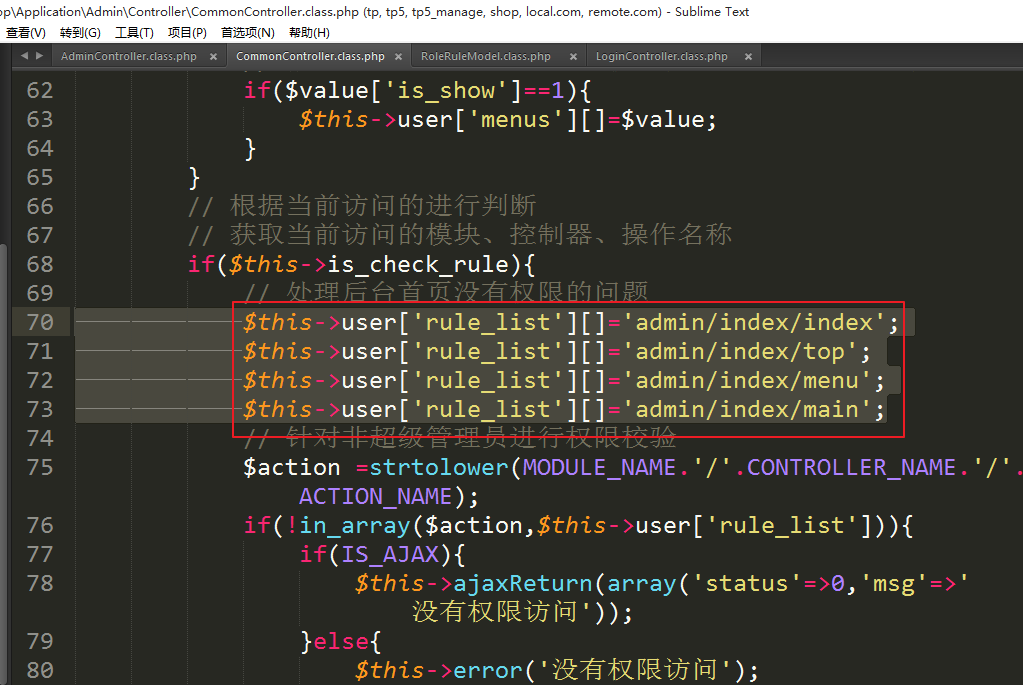 op\Application\Admin\Controller\CommonController.class.php (tp, tp5, tp5_manage, shop, local.com, remote.com) - Sublime Text
查看(V) 转到(G) 工具(T) 项目(P) 首选项(N) 帮助(H)
AdminController.class.php × CommonController.class.php × RoleRuleModel.class.php × LoginController.class.php ×
62 if($value['is_show']==1){
63 $this->user['menus'][]=$value;
64 }
65 }
66 // 根据当前访问的进行判断
67 // 获取当前访问的模块、控制器、操作名称
68 if($this->is_check_rule){
69 // 处理后台首页没有权限的问题
70 $this->user['rule_list'][]='admin/index/index';
71 $this->user['rule_list'][]='admin/index/top';
72 $this->user['rule_list'][]='admin/index/menu';
73 $this->user['rule_list'][]='admin/index/main';
74 // 针对非超级管理员进行权限校验
75 $action =strtolower(MODULE_NAME.'/'.CONTROLLER_NAME.'/'.
ACTION_NAME);
76 if(!in_array($action,$this->user['rule_list'])){
77 if(IS_AJAX){
78 $this->ajaxReturn(array('status'=>0,'msg'=>'
没有权限访问'));
79 }else{
80 $this->error('没有权限访问');